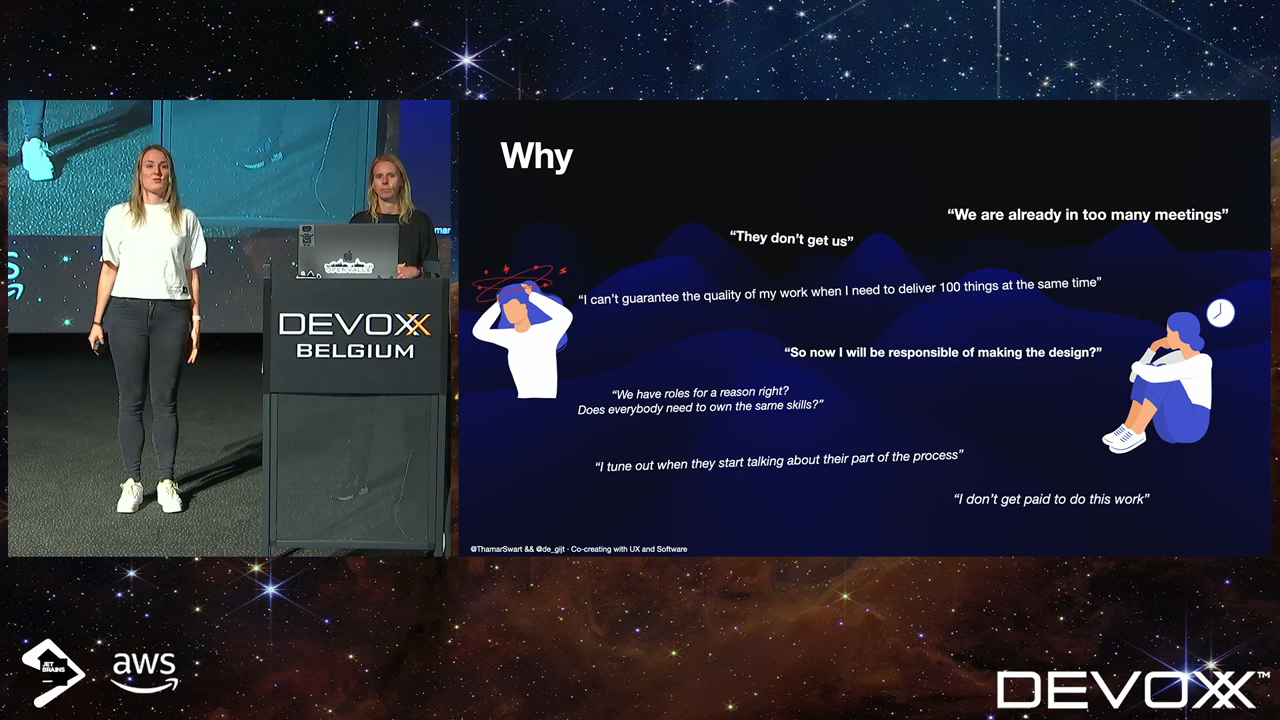 Why
“We are already in too many meetings”
“They don’t get us”
“I can’t guarantee the quality of my work when I need to deliver 100 things at the same time”
“So now I will be responsible of making the design?”
“We have roles for a reason right?
Does everybody need to own the same skills?”
“I tune out when they start talking about their part of the process”
“I don’t get paid to do this work”
@ThamarSwart && @de_gijt · Co-creating with UX and Software
OPENVALUE
DEVOXX
BELGIUM
JET
BRAINS
aws
DEVOXX™